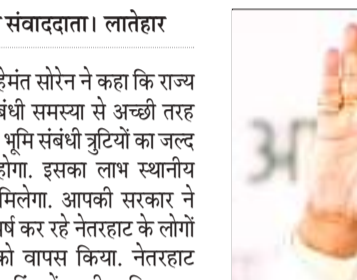 संवाददाता। लातेहार
हेमंत सोरेन ने कहा कि राज्य
समस्या से अच्छी तरह
भूमि संबंधी त्रुटियों का जल्द
होगा. इसका लाभ स्थानीय
मिलेगा. आपकी सरकार ने
कर रहे नेतरहाट के लोगों
को वापस किया. नेतरहाट
अ